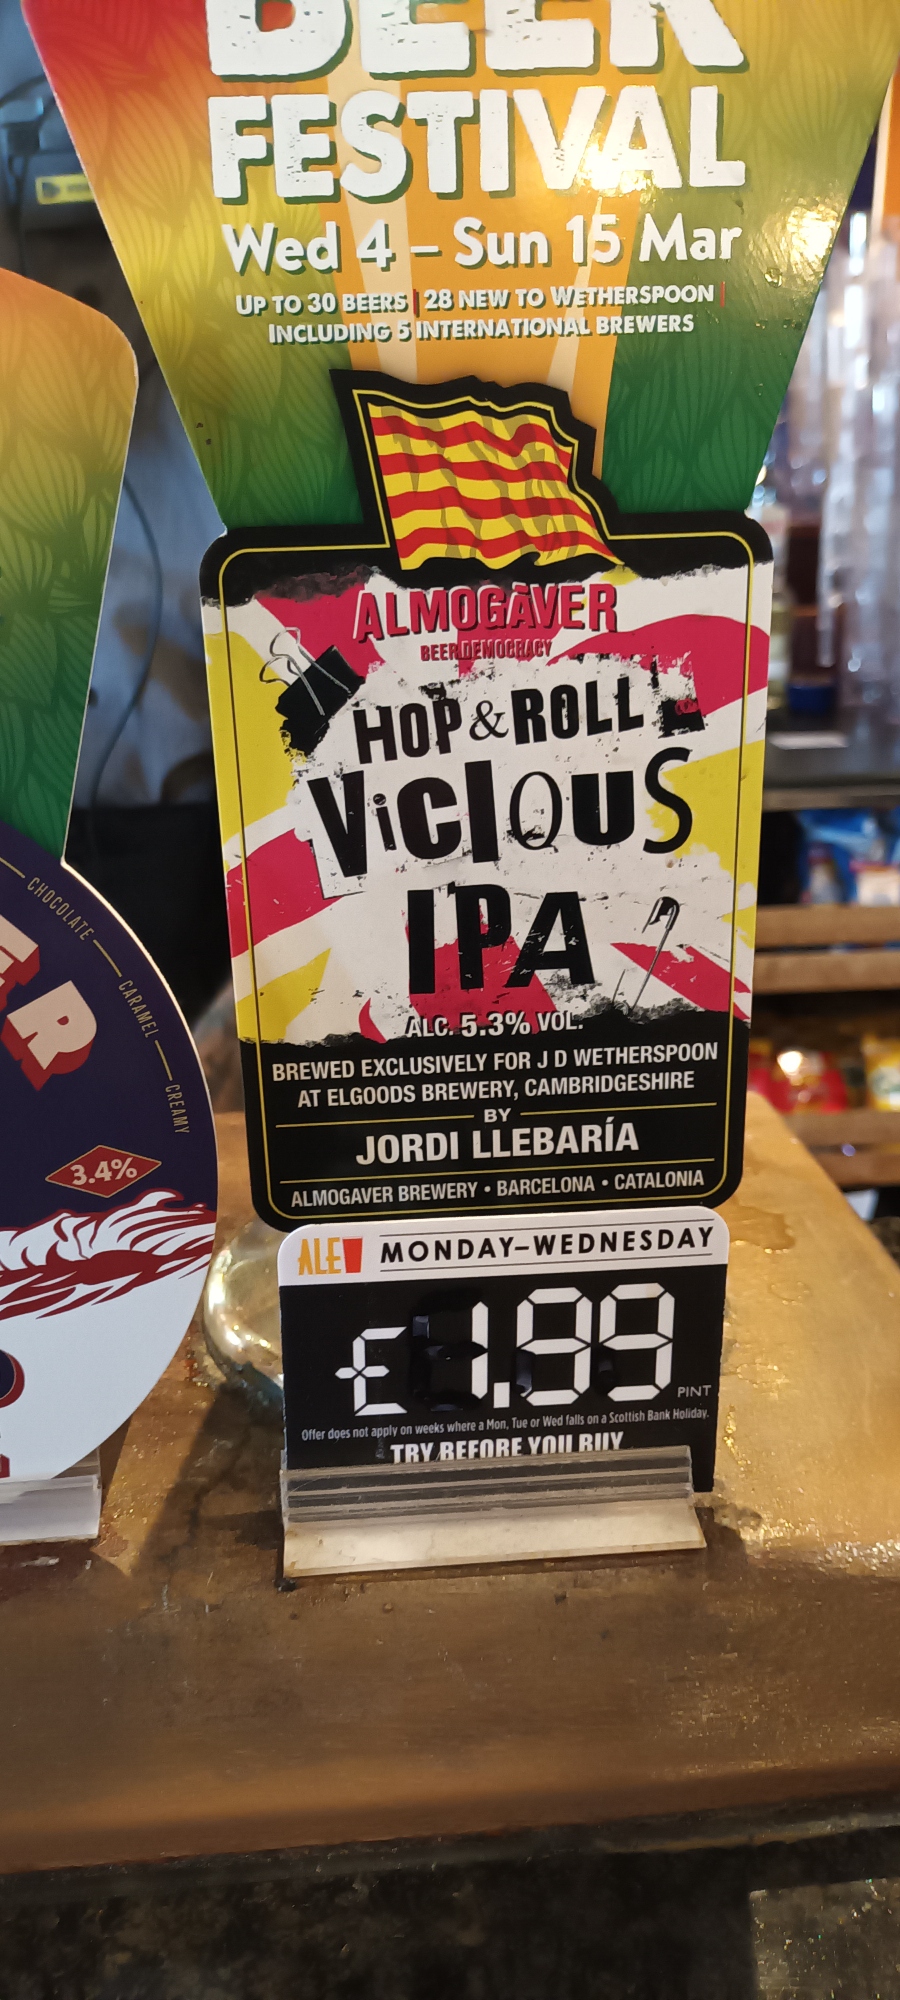 BEER
FESTIVAL
Wed 4 – Sun 15 Mar
UP TO 30 BEERS | 28 NEW TO WETHERSPOON |
INCLUDING 5 INTERNATIONAL BREWERS
ALMOGÀVER
BEER DEMOCRACY
HOP & ROLL
ViciOuS
IPA
ALC. 5.3% VOL.
BREWED EXCLUSIVELY FOR J D WETHERSPOON
AT ELGOODS BREWERY, CAMBRIDGESHIRE
BY
JORDI LLEBARÍA
ALMOGAVER BREWERY • BARCELONA • CATALONIA
ALE MONDAY–WEDNESDAY
£1.99
PINT
Offer does not apply on weeks where a Mon, Tue or Wed falls on a Scottish Bank Holiday.
TRY BEFORE YOU BUY
CHOCOLATE — CARAMEL — CREAMY
ER
3.4%